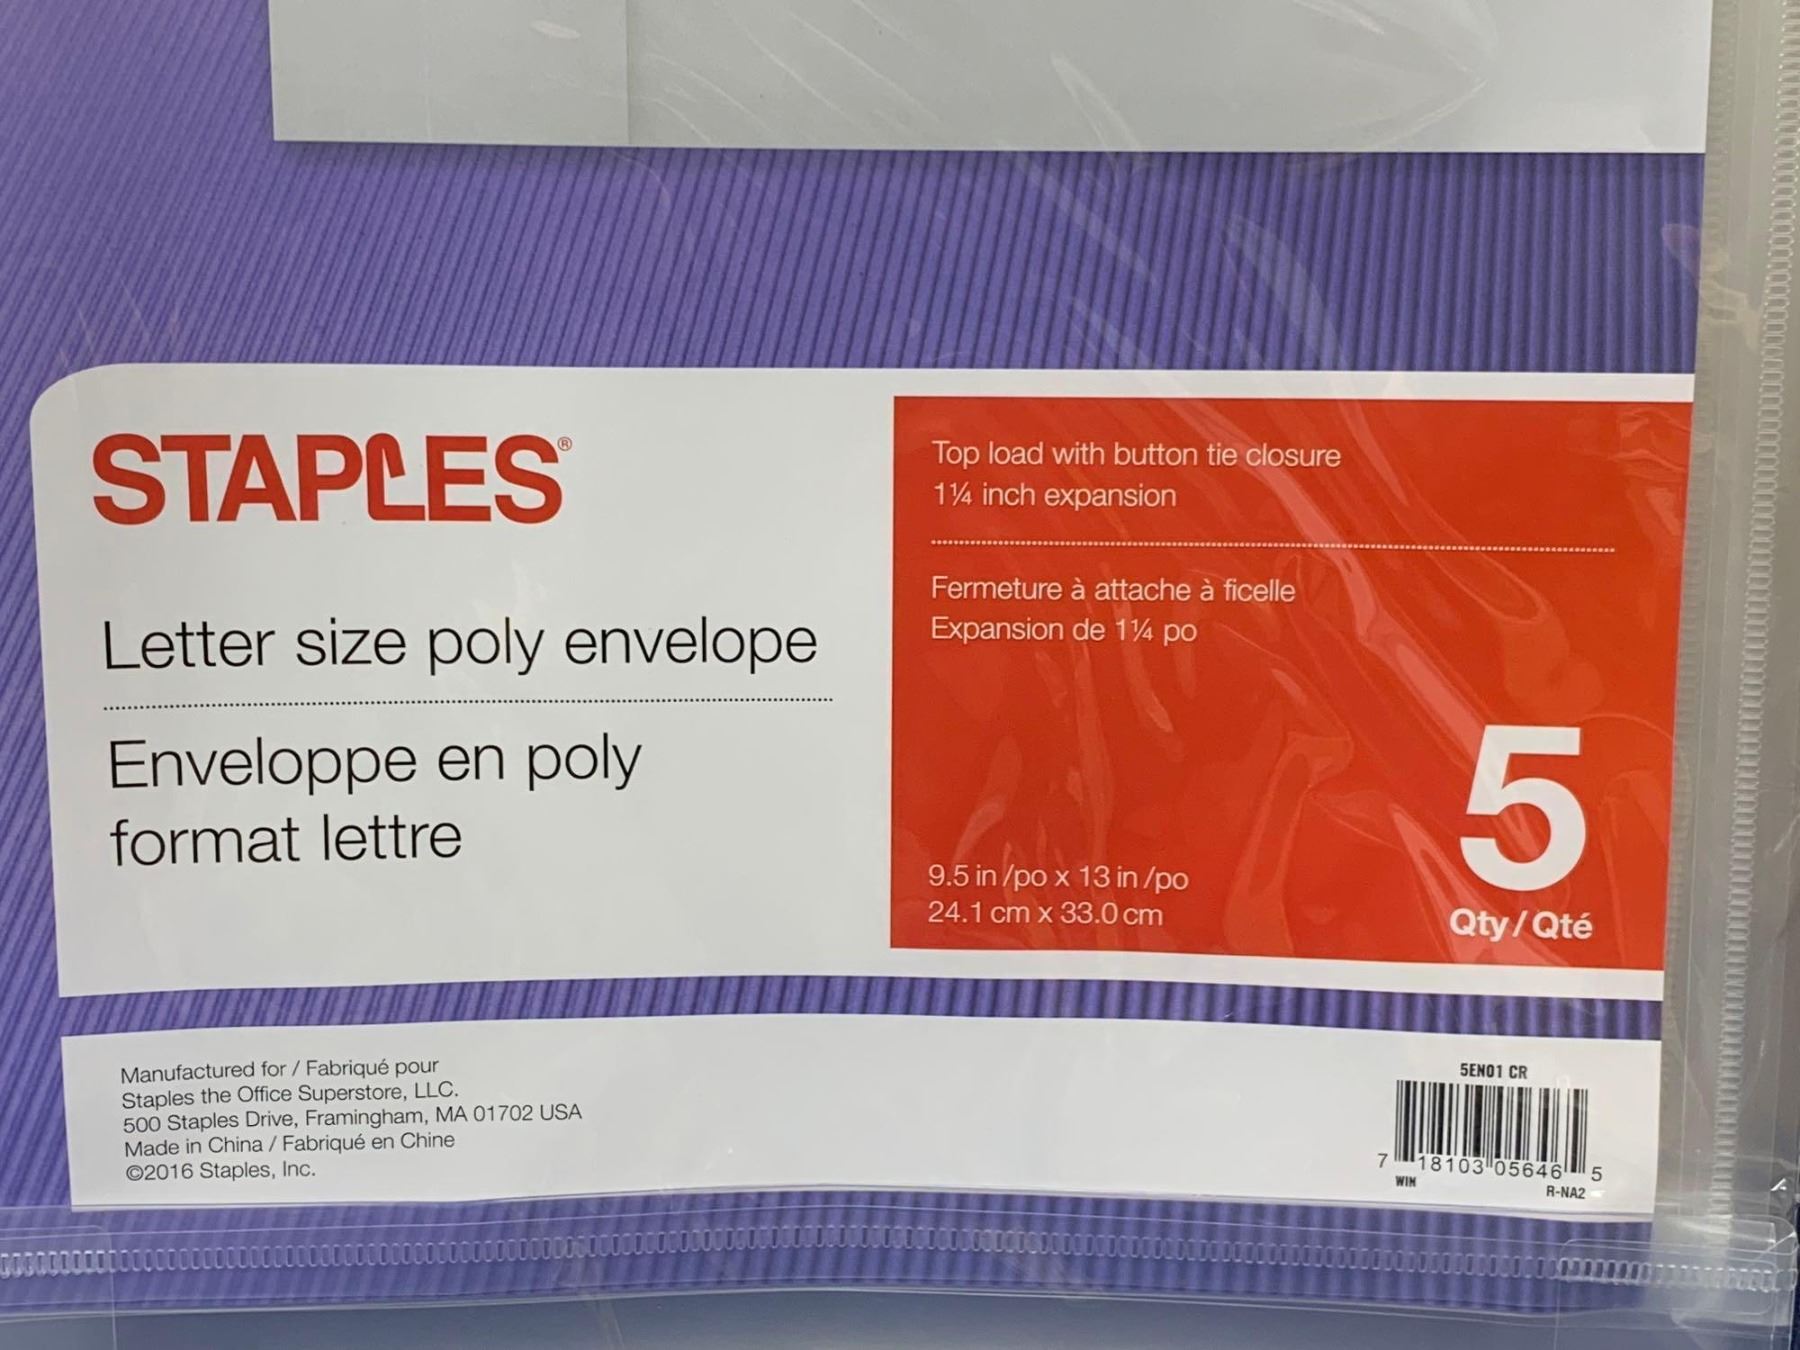 STAPLES®
Letter size poly envelope
Enveloppe en poly
format lettre
Top load with button tie closure
1¼ inch expansion
Fermeture à attache à ficelle
Expansion de 1¼ po
9.5 in/po x 13 in/po
24.1 cm x 33.0 cm
5
Qty/Qté
Manufactured for / Fabriqué pour
Staples the Office Superstore, LLC.
500 Staples Drive, Framingham, MA 01702 USA
Made in China / Fabriqué en Chine
©2016 Staples, Inc.
5EN01 CR
7 18103 05646 5
WIN R-NA2